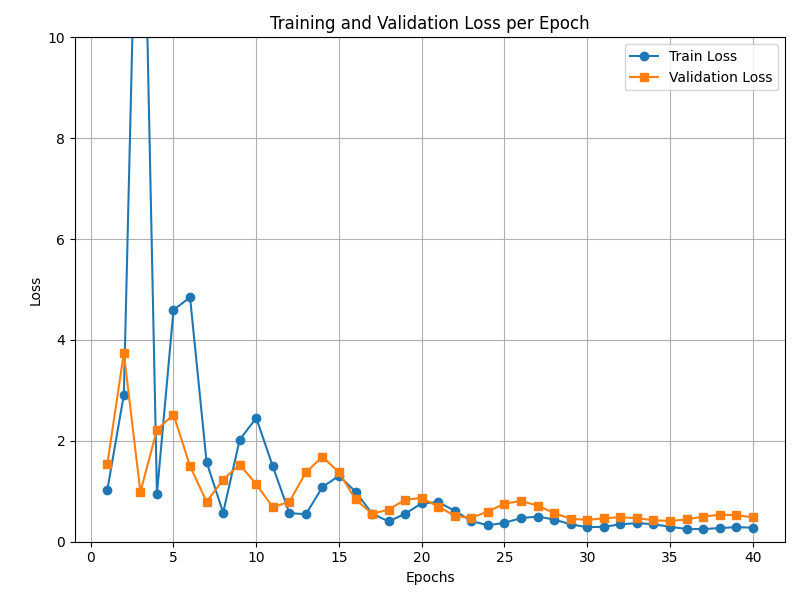 Training and Validation Loss per Epoch
Train Loss
Validation Loss
10
8
6
4
2
0
Loss
0 5 10 15 20 25 30 35 40
Epochs